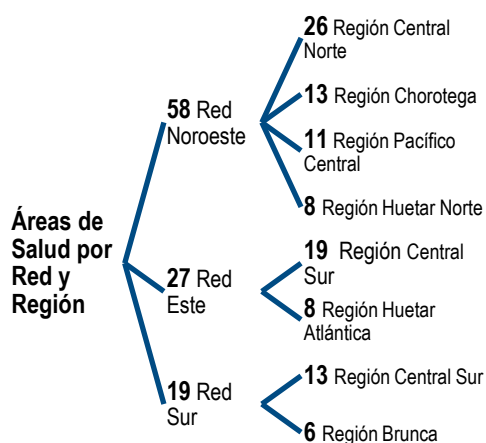 Áreas de
Salud por
Red y
Región
58 Red
Noroeste
26 Región Central
Norte
13 Región Chorotega
11 Región Pacífico
Central
8 Región Huetar Norte
27 Red
Este
19 Región Central
Sur
8 Región Huetar
Atlántica
19 Red
Sur
13 Región Central Sur
6 Región Brunca